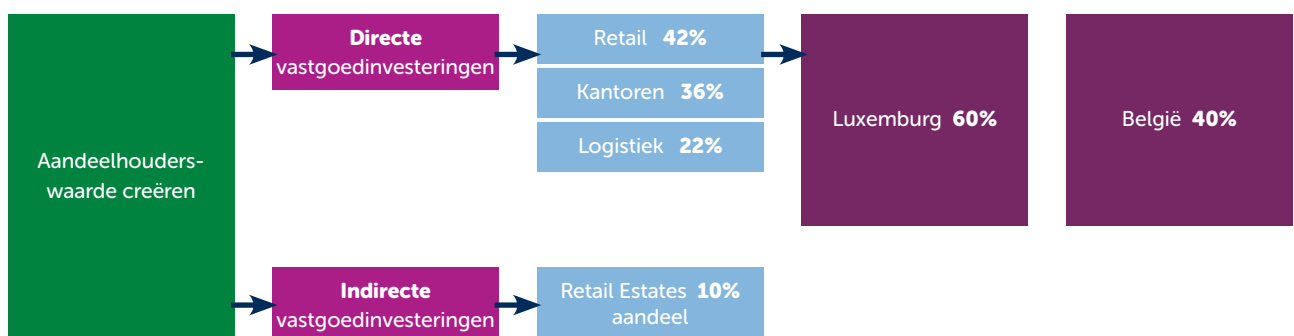 Aandeelhouders-
waarde creëren
Directe
vastgoedinvesteringen
Retail 42%
Kantoren 36%
Logistiek 22%
Luxemburg 60%
België 40%
Indirecte
vastgoedinvesteringen
Retail Estates 10%
aandeel